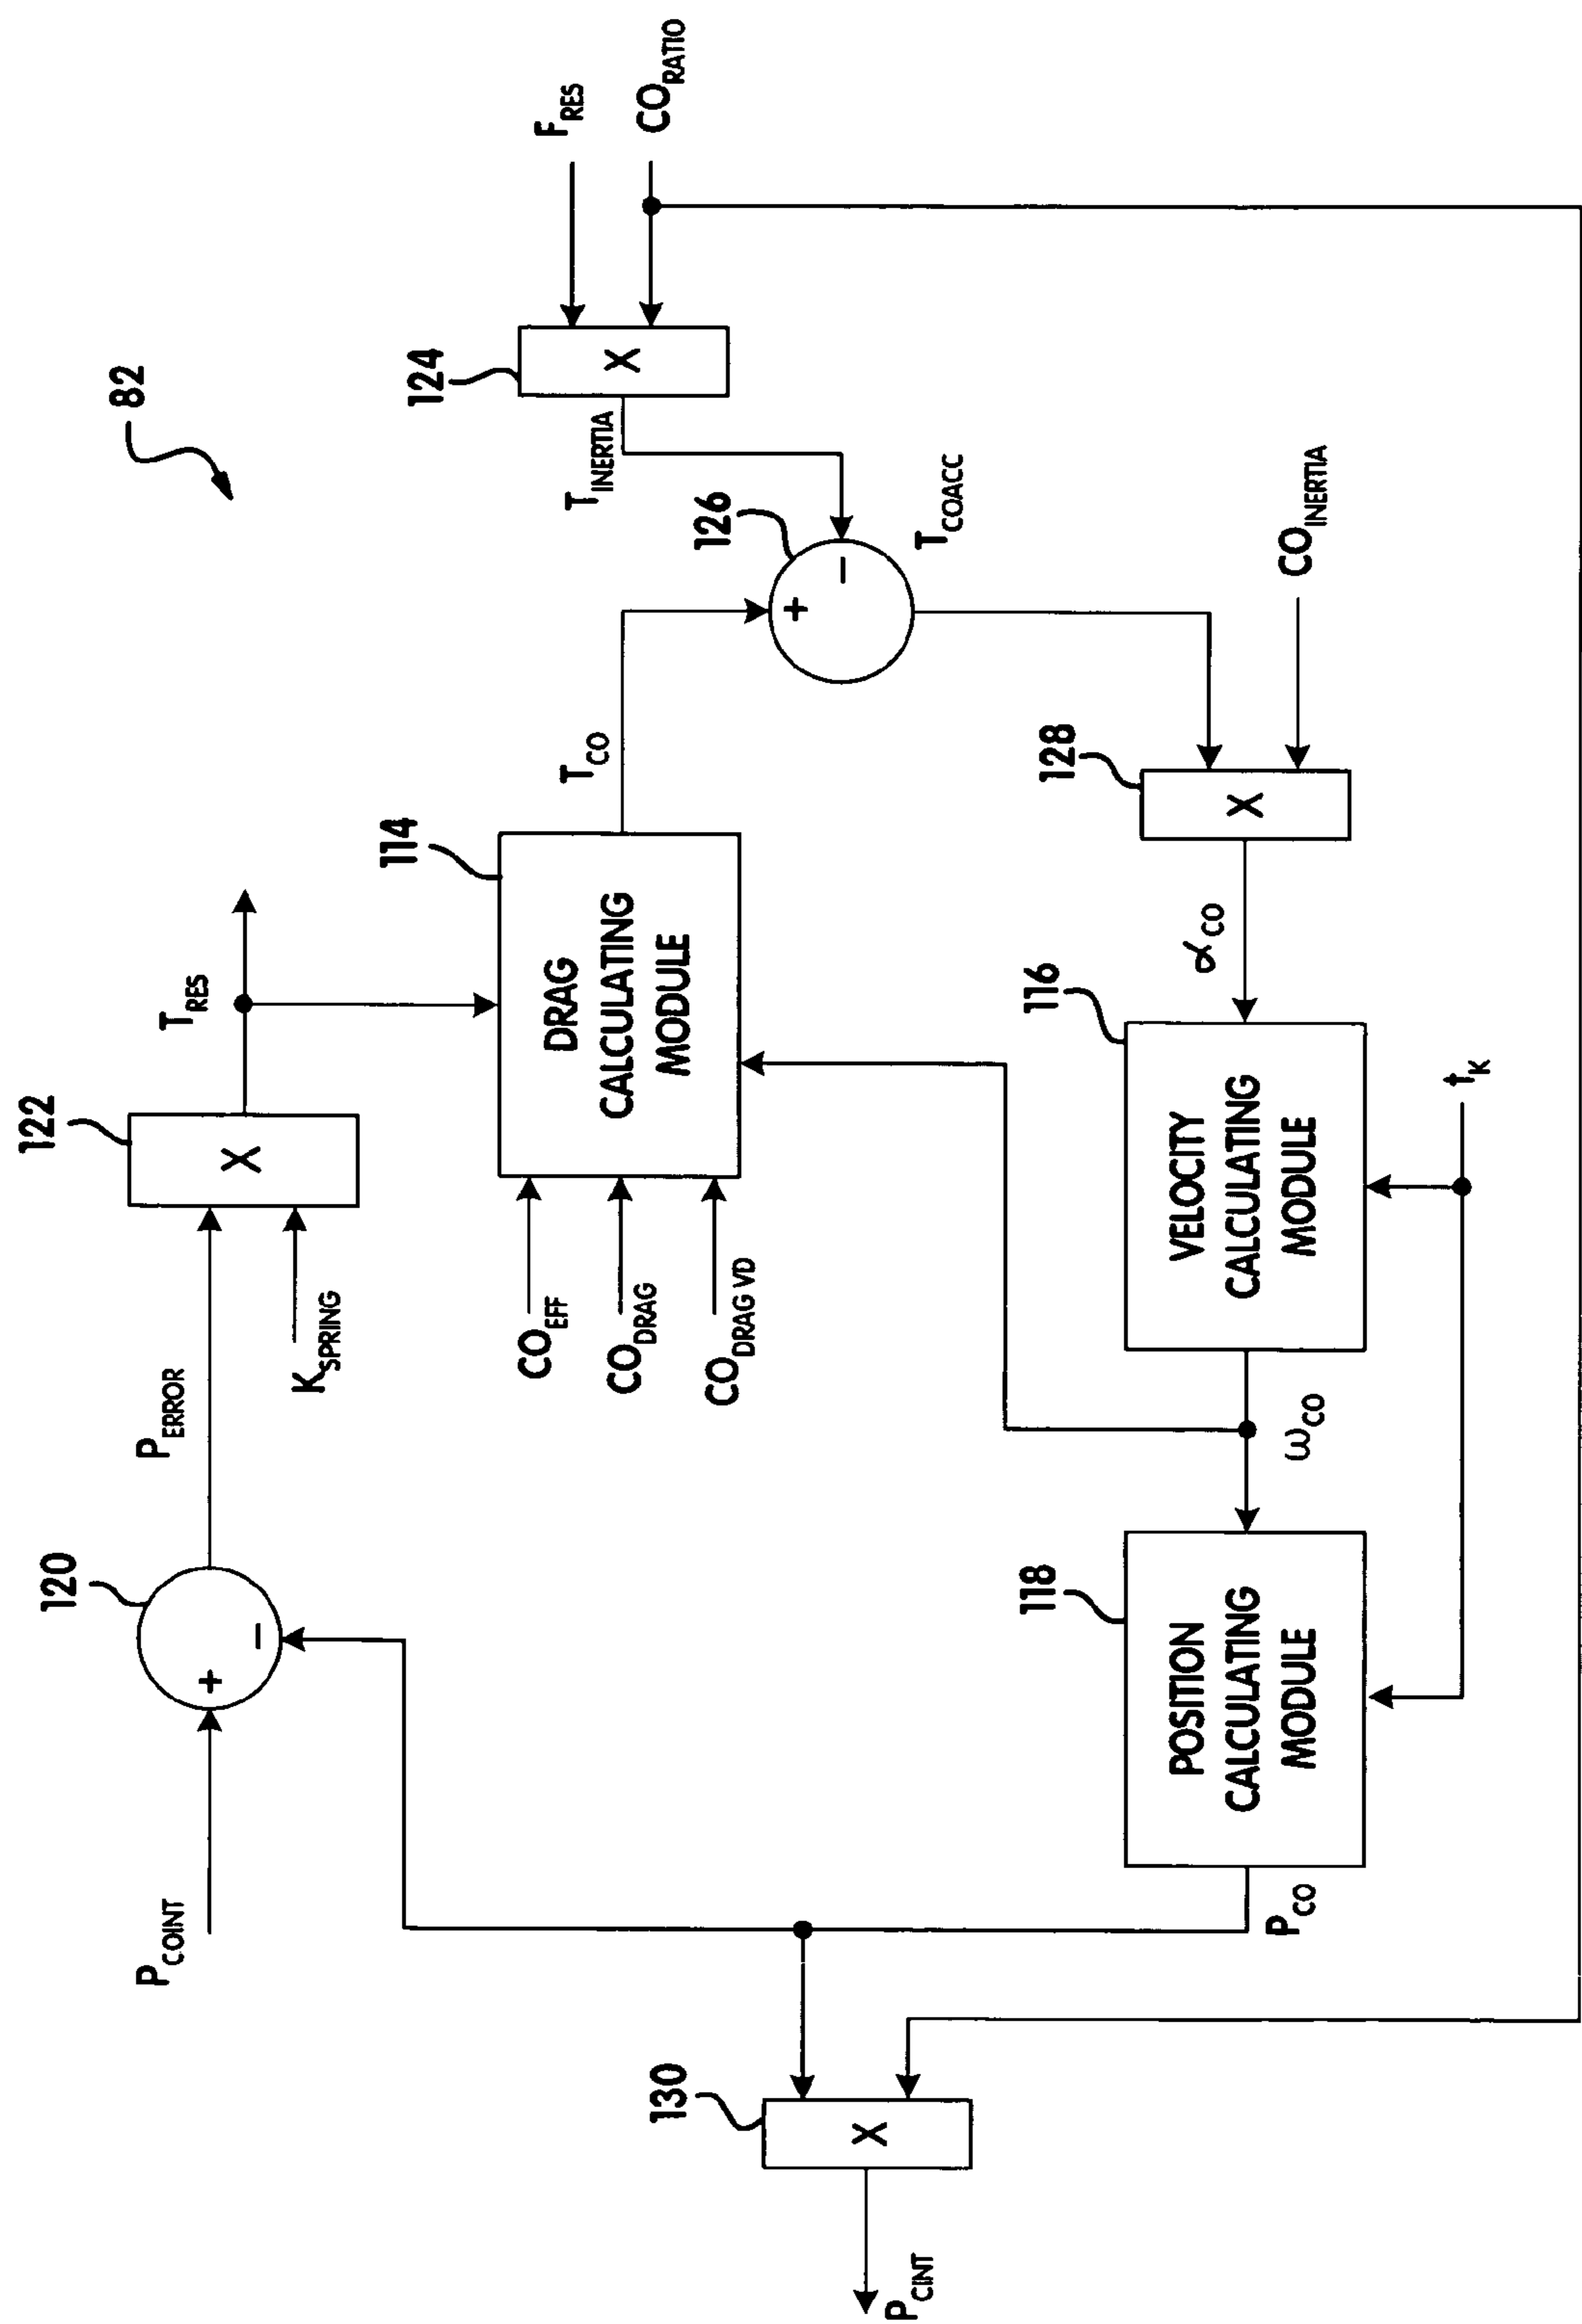 82
120
122
P_COINT
+
−
P_ERROR
K_SPRING
X
T_RES
114
CO_EFF
CO_DRAG
CO_DRAG VD
DRAG
CALCULATING
MODULE
T_CO
124
F_RES
CO_RATIO
X
T_INERTIA
126
+
−
T_COACC
130
X
P_CINT
118
POSITION
CALCULATING
MODULE
P_CO
116
VELOCITY
CALCULATING
MODULE
ω_CO
α_CO
128
X
CO_INERTIA
t_K